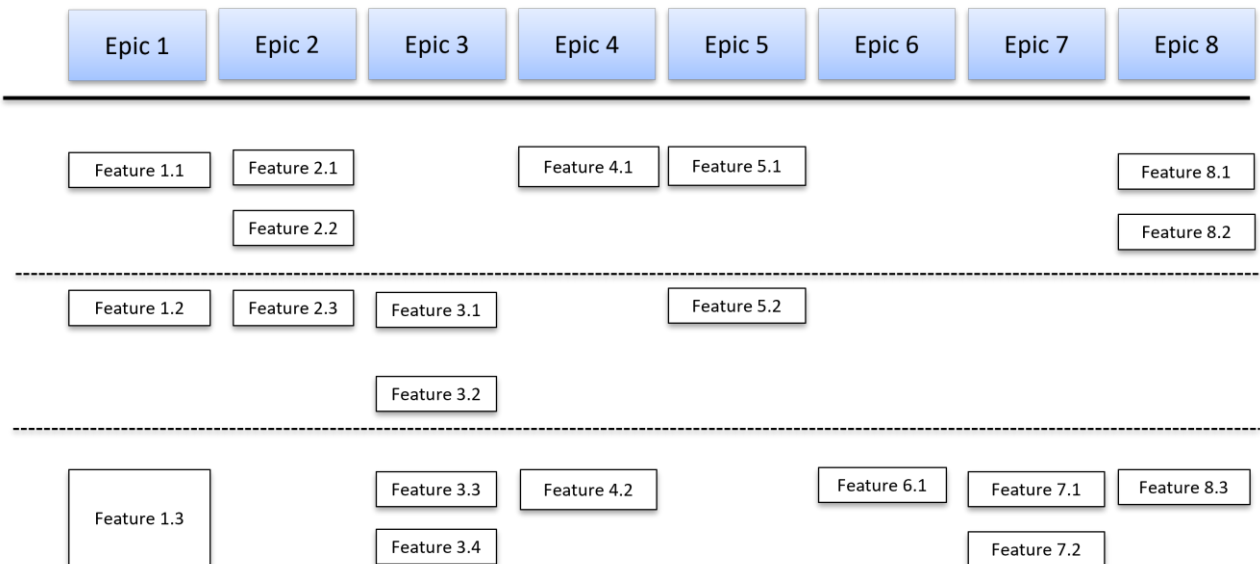 Epic 1
Epic 2
Epic 3
Epic 4
Epic 5
Epic 6
Epic 7
Epic 8
Feature 1.1
Feature 2.1
Feature 4.1
Feature 5.1
Feature 8.1
Feature 2.2
Feature 8.2
Feature 1.2
Feature 2.3
Feature 3.1
Feature 5.2
Feature 3.2
Feature 1.3
Feature 3.3
Feature 4.2
Feature 6.1
Feature 7.1
Feature 8.3
Feature 3.4
Feature 7.2